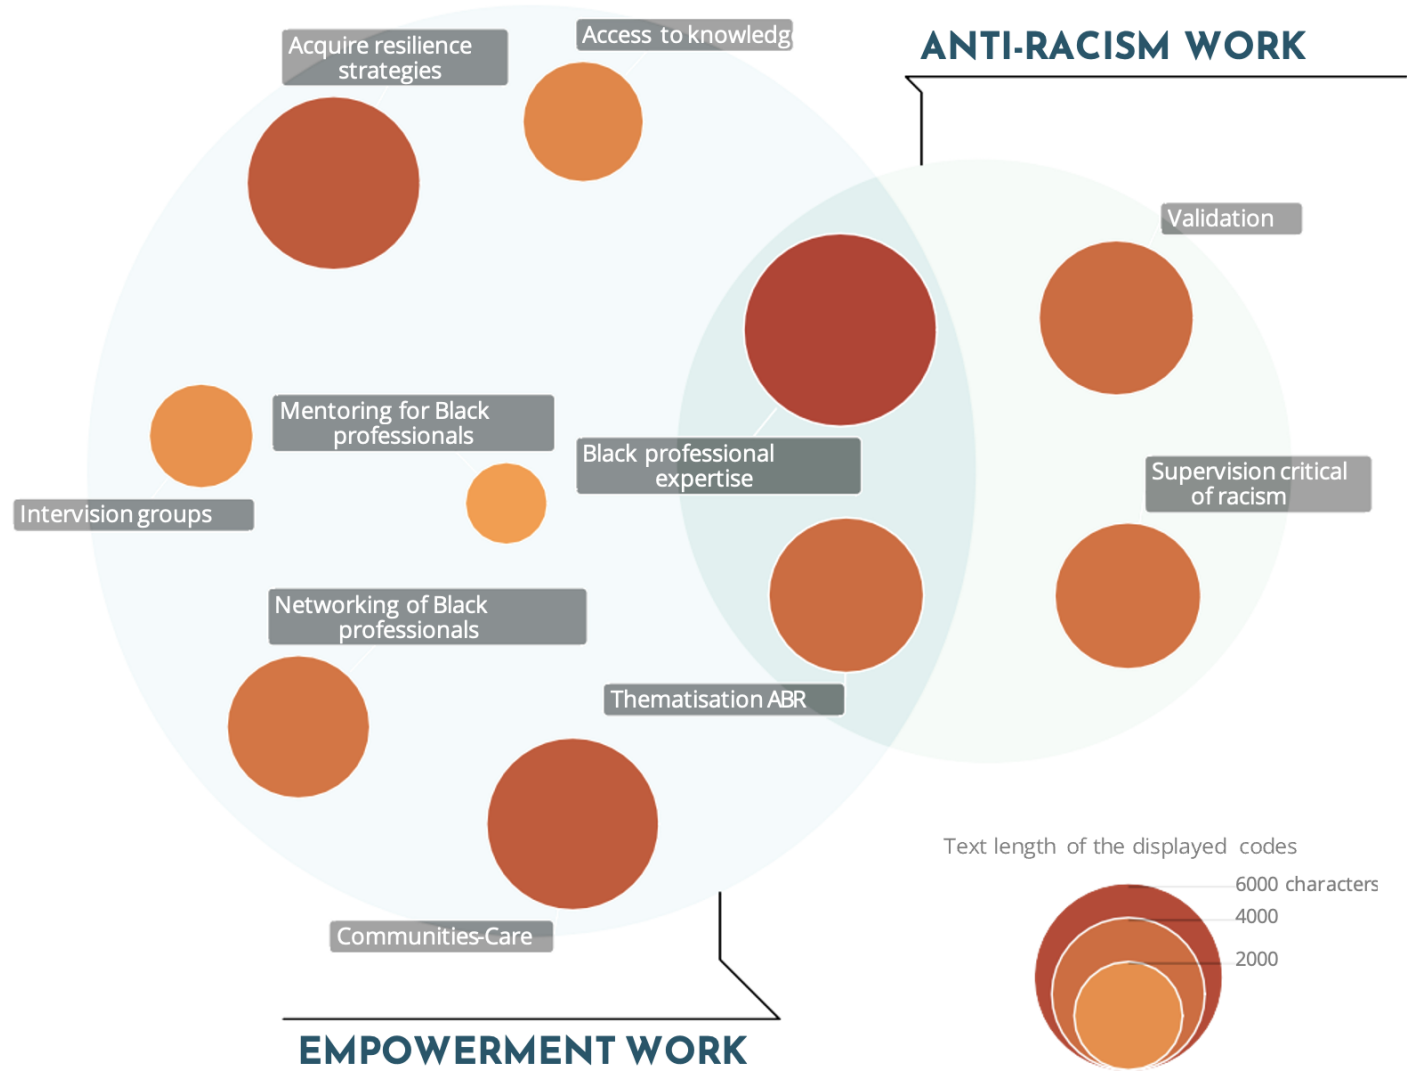 Acquire resilience
strategies
Access to knowledge
ANTI-RACISM WORK
Validation
Mentoring for Black
professionals
Black professional
expertise
Supervision critical
of racism
Intervision groups
Networking of Black
professionals
Thematisation ABR
Communities-Care
EMPOWERMENT WORK
Text length of the displayed codes
6000 characters
4000
2000